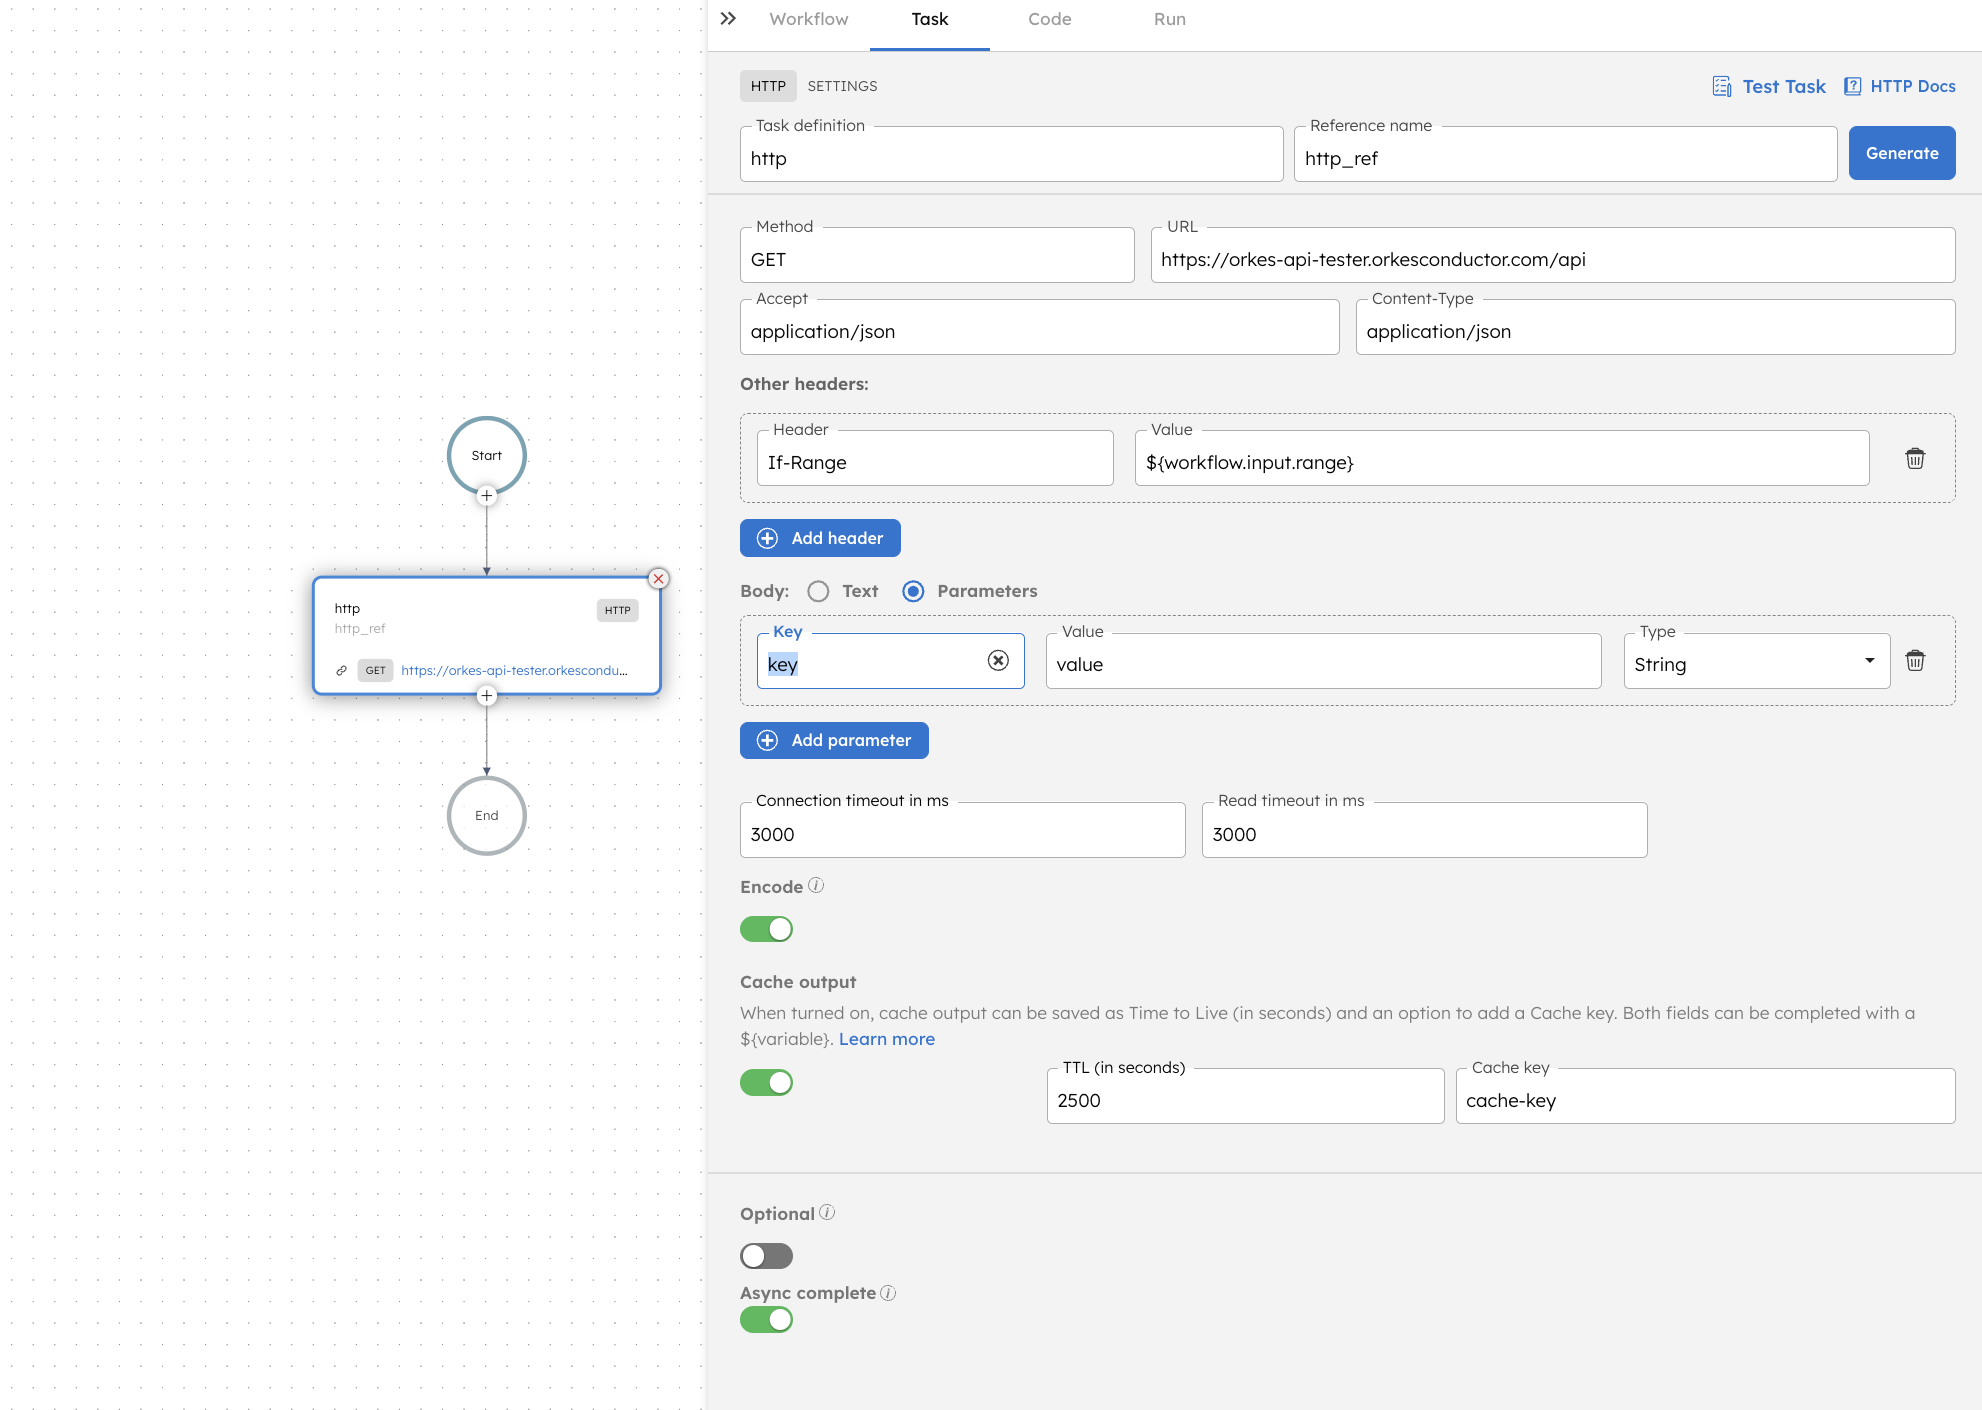 Workflow
Task
Code
Run
HTTP SETTINGS
Test Task
HTTP Docs
Task definition
http
Reference name
http_ref
Generate
Method
GET
URL
https://orkes-api-tester.orkesconductor.com/api
Accept
application/json
Content-Type
application/json
Other headers:
Header
If-Range
Value
${workflow.input.range}
Add header
Body: Text Parameters
Key
key
Value
value
Type
String
Add parameter
Connection timeout in ms
3000
Read timeout in ms
3000
Encode
Cache output
When turned on, cache output can be saved as Time to Live (in seconds) and an option to add a Cache key. Both fields can be completed with a
${variable}. Learn more
TTL (in seconds)
2500
Cache key
cache-key
Optional
Async complete
Start
http
HTTP
http_ref
GET https://orkes-api-tester.orkescondu...
End